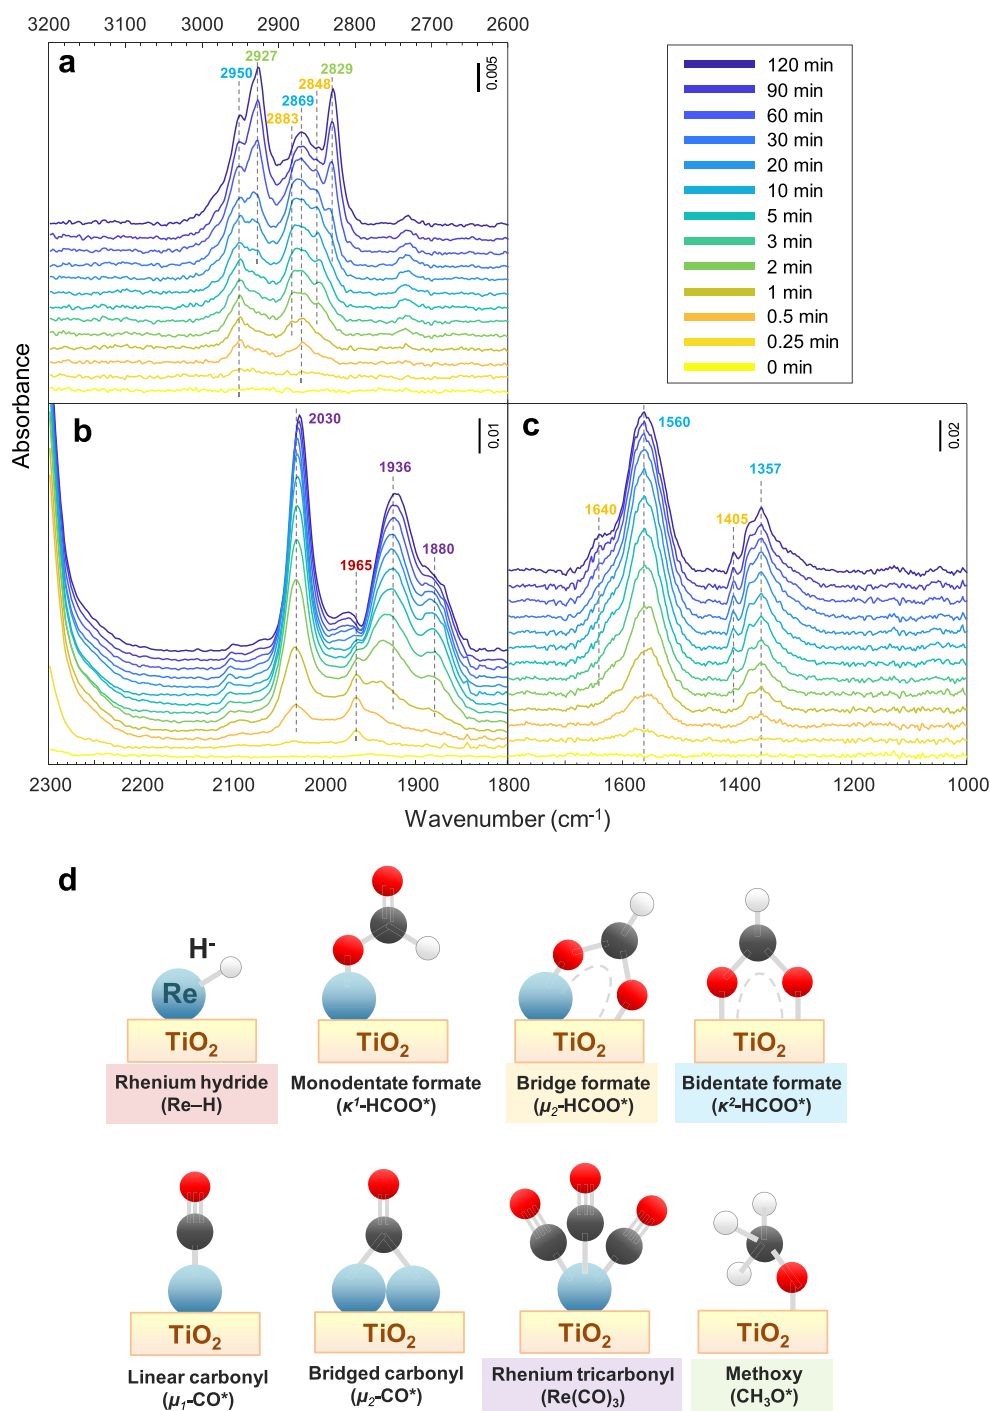 3200 3100 3000 2900 2800 2700 2600
a
2927
2950
2829
2848
2869
2883
0.005
120 min
90 min
60 min
30 min
20 min
10 min
5 min
3 min
2 min
1 min
0.5 min
0.25 min
0 min
Absorbance
b
2030
1936
1965
1880
0.01
c
1560
1357
1640
1405
0.02
2300 2200 2100 2000 1900 1800 1600 1400 1200 1000
Wavenumber (cm⁻¹)
d
H⁻
Re
TiO₂ TiO₂ TiO₂ TiO₂
Rhenium hydride Monodentate formate Bridge formate Bidentate formate
(Re–H) (κ¹-HCOO*) (μ₂-HCOO*) (κ²-HCOO*)
TiO₂ TiO₂ TiO₂ TiO₂
Linear carbonyl Bridged carbonyl Rhenium tricarbonyl Methoxy
(μ₁-CO*) (μ₂-CO*) (Re(CO)₃) (CH₃O*)